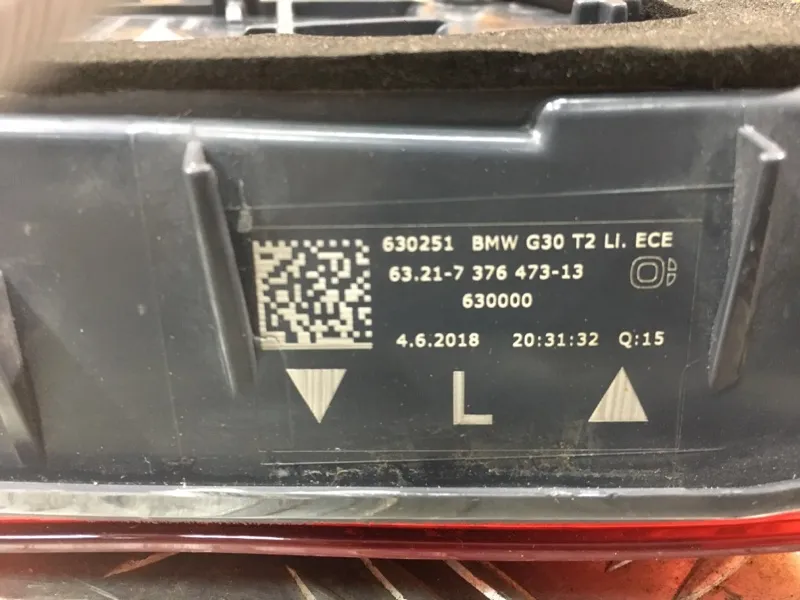 630251 BMW G30 T2 LI. ECE
63.21-7 376 473-13
630000
4.6.2018 20:31:32 Q:15
L